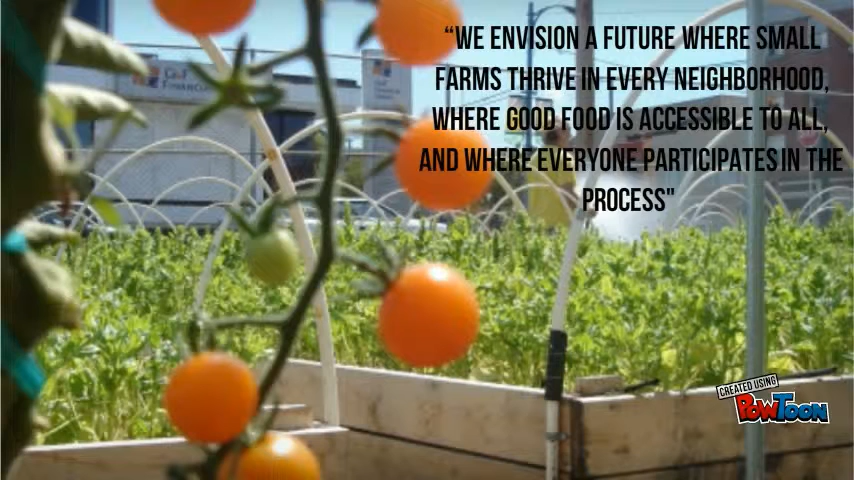 “WE ENVISION A FUTURE WHERE SMALL
FARMS THRIVE IN EVERY NEIGHBORHOOD,
WHERE GOOD FOOD IS ACCESSIBLE TO ALL,
AND WHERE EVERYONE PARTICIPATES IN THE
PROCESS"
CREATED USING
POWTOON